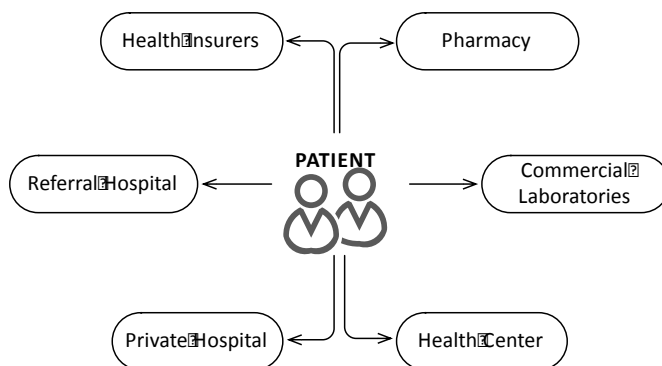 Health Insurers
Pharmacy
PATIENT
Referral Hospital
Commercial
Laboratories
Private Hospital
Health Center